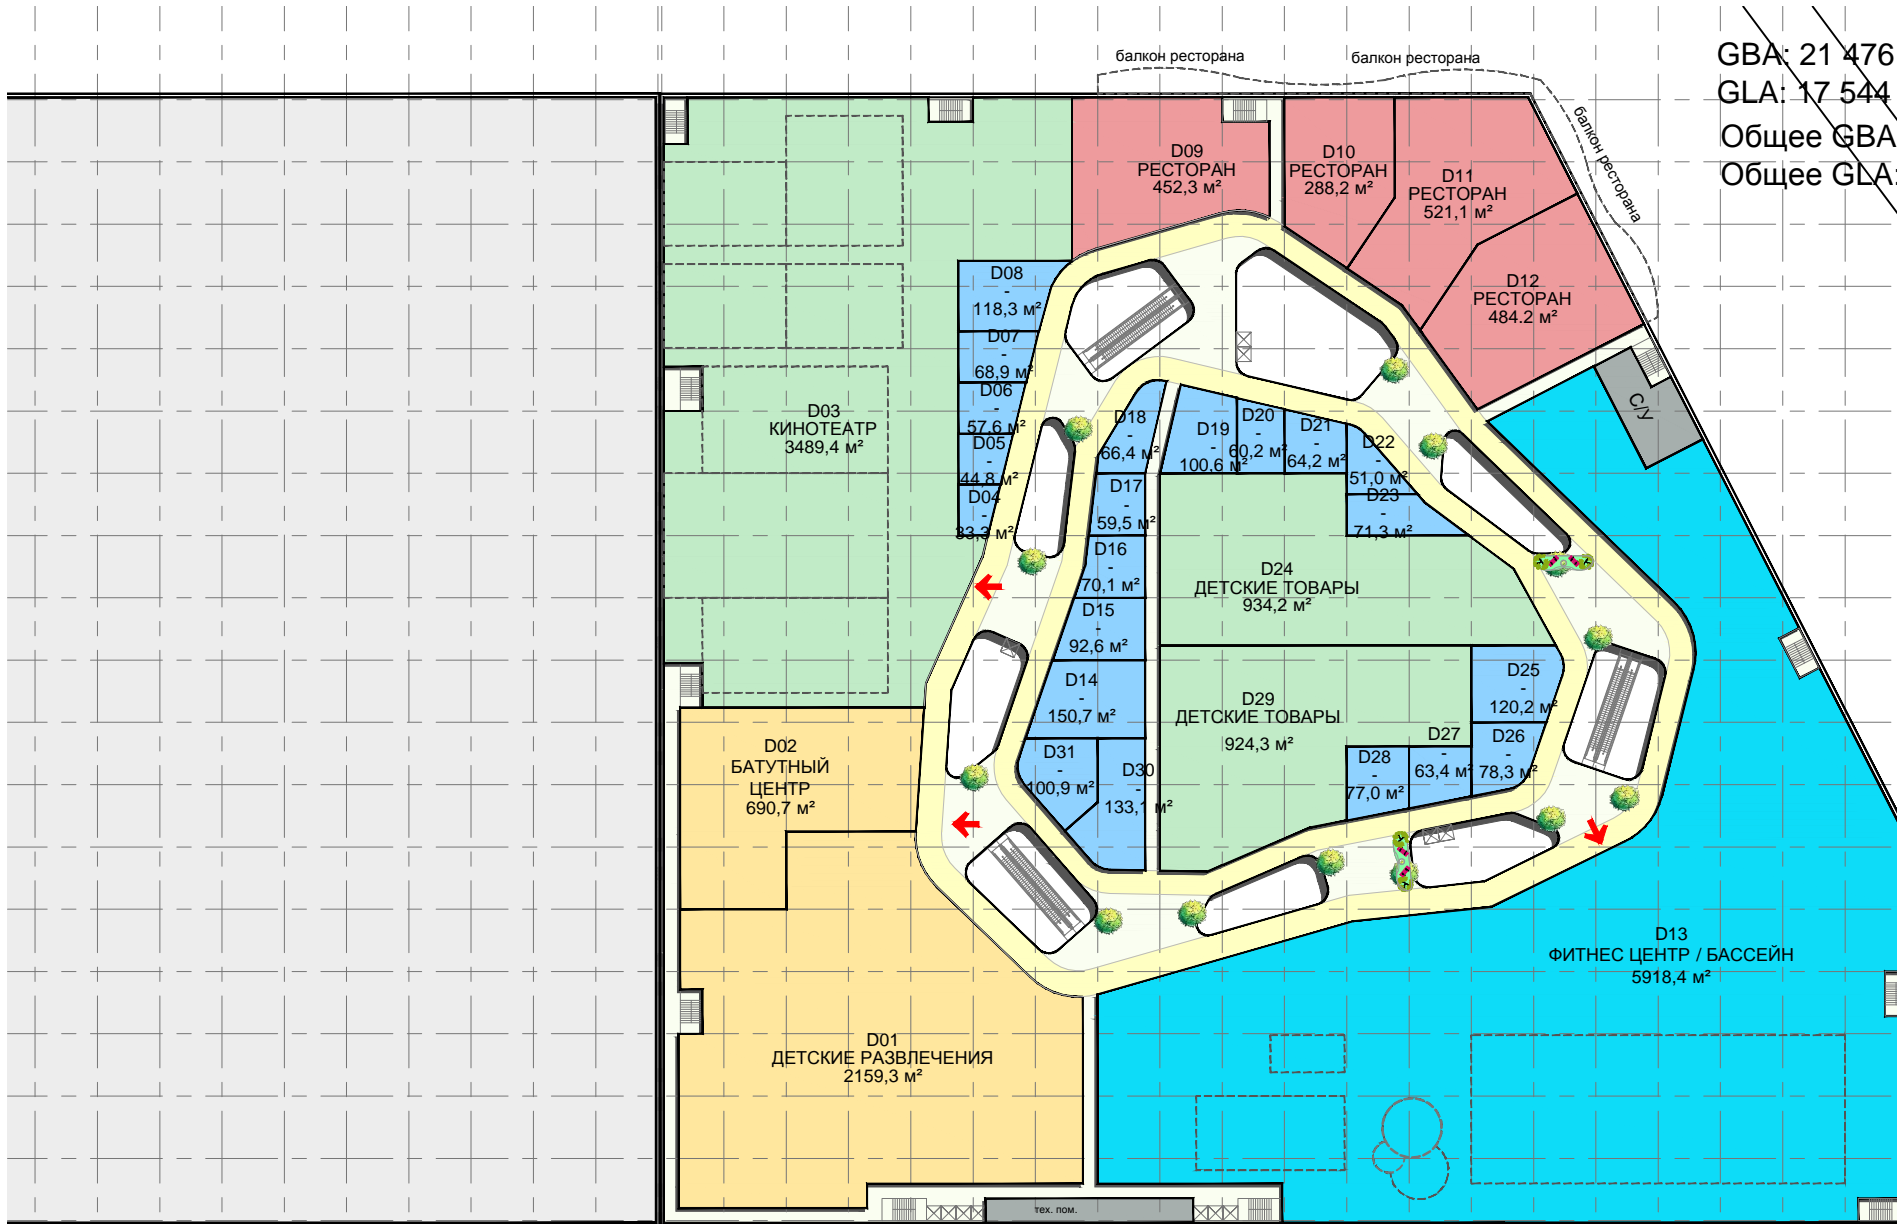 балкон ресторана
балкон ресторана
балкон ресторана
GBA: 21 476
GLA: 17 544
Общее GBA
Общее GLA:
D09
РЕСТОРАН
452,3 м²
D10
РЕСТОРАН
288,2 м²
D11
РЕСТОРАН
521,1 м²
D12
РЕСТОРАН
484.2 м²
С/У
D08
-
118,3 м²
D07
-
68,9 м²
D06
-
57,6 м²
D05
-
44,8 м²
D04
-
33,3 м²
D03
КИНОТЕАТР
3489,4 м²
D18
-
66,4 м²
D19
-
100,6 м²
D20
-
60,2 м²
D21
-
64,2 м²
D22
-
51,0 м²
D23
-
71,3 м²
D17
-
59,5 м²
D16
-
70,1 м²
D15
-
92,6 м²
D14
-
150,7 м²
D24
ДЕТСКИЕ ТОВАРЫ
934,2 м²
D29
ДЕТСКИЕ ТОВАРЫ
924,3 м²
D25
-
120,2 м²
D26
-
78,3 м²
D27
-
63,4 м²
D28
-
77,0 м²
D31
-
100,9 м²
D30
-
133,1 м²
D02
БАТУТНЫЙ
ЦЕНТР
690,7 м²
D13
ФИТНЕС ЦЕНТР / БАССЕЙН
5918,4 м²
D01
ДЕТСКИЕ РАЗВЛЕЧЕНИЯ
2159,3 м²
тех. пом.